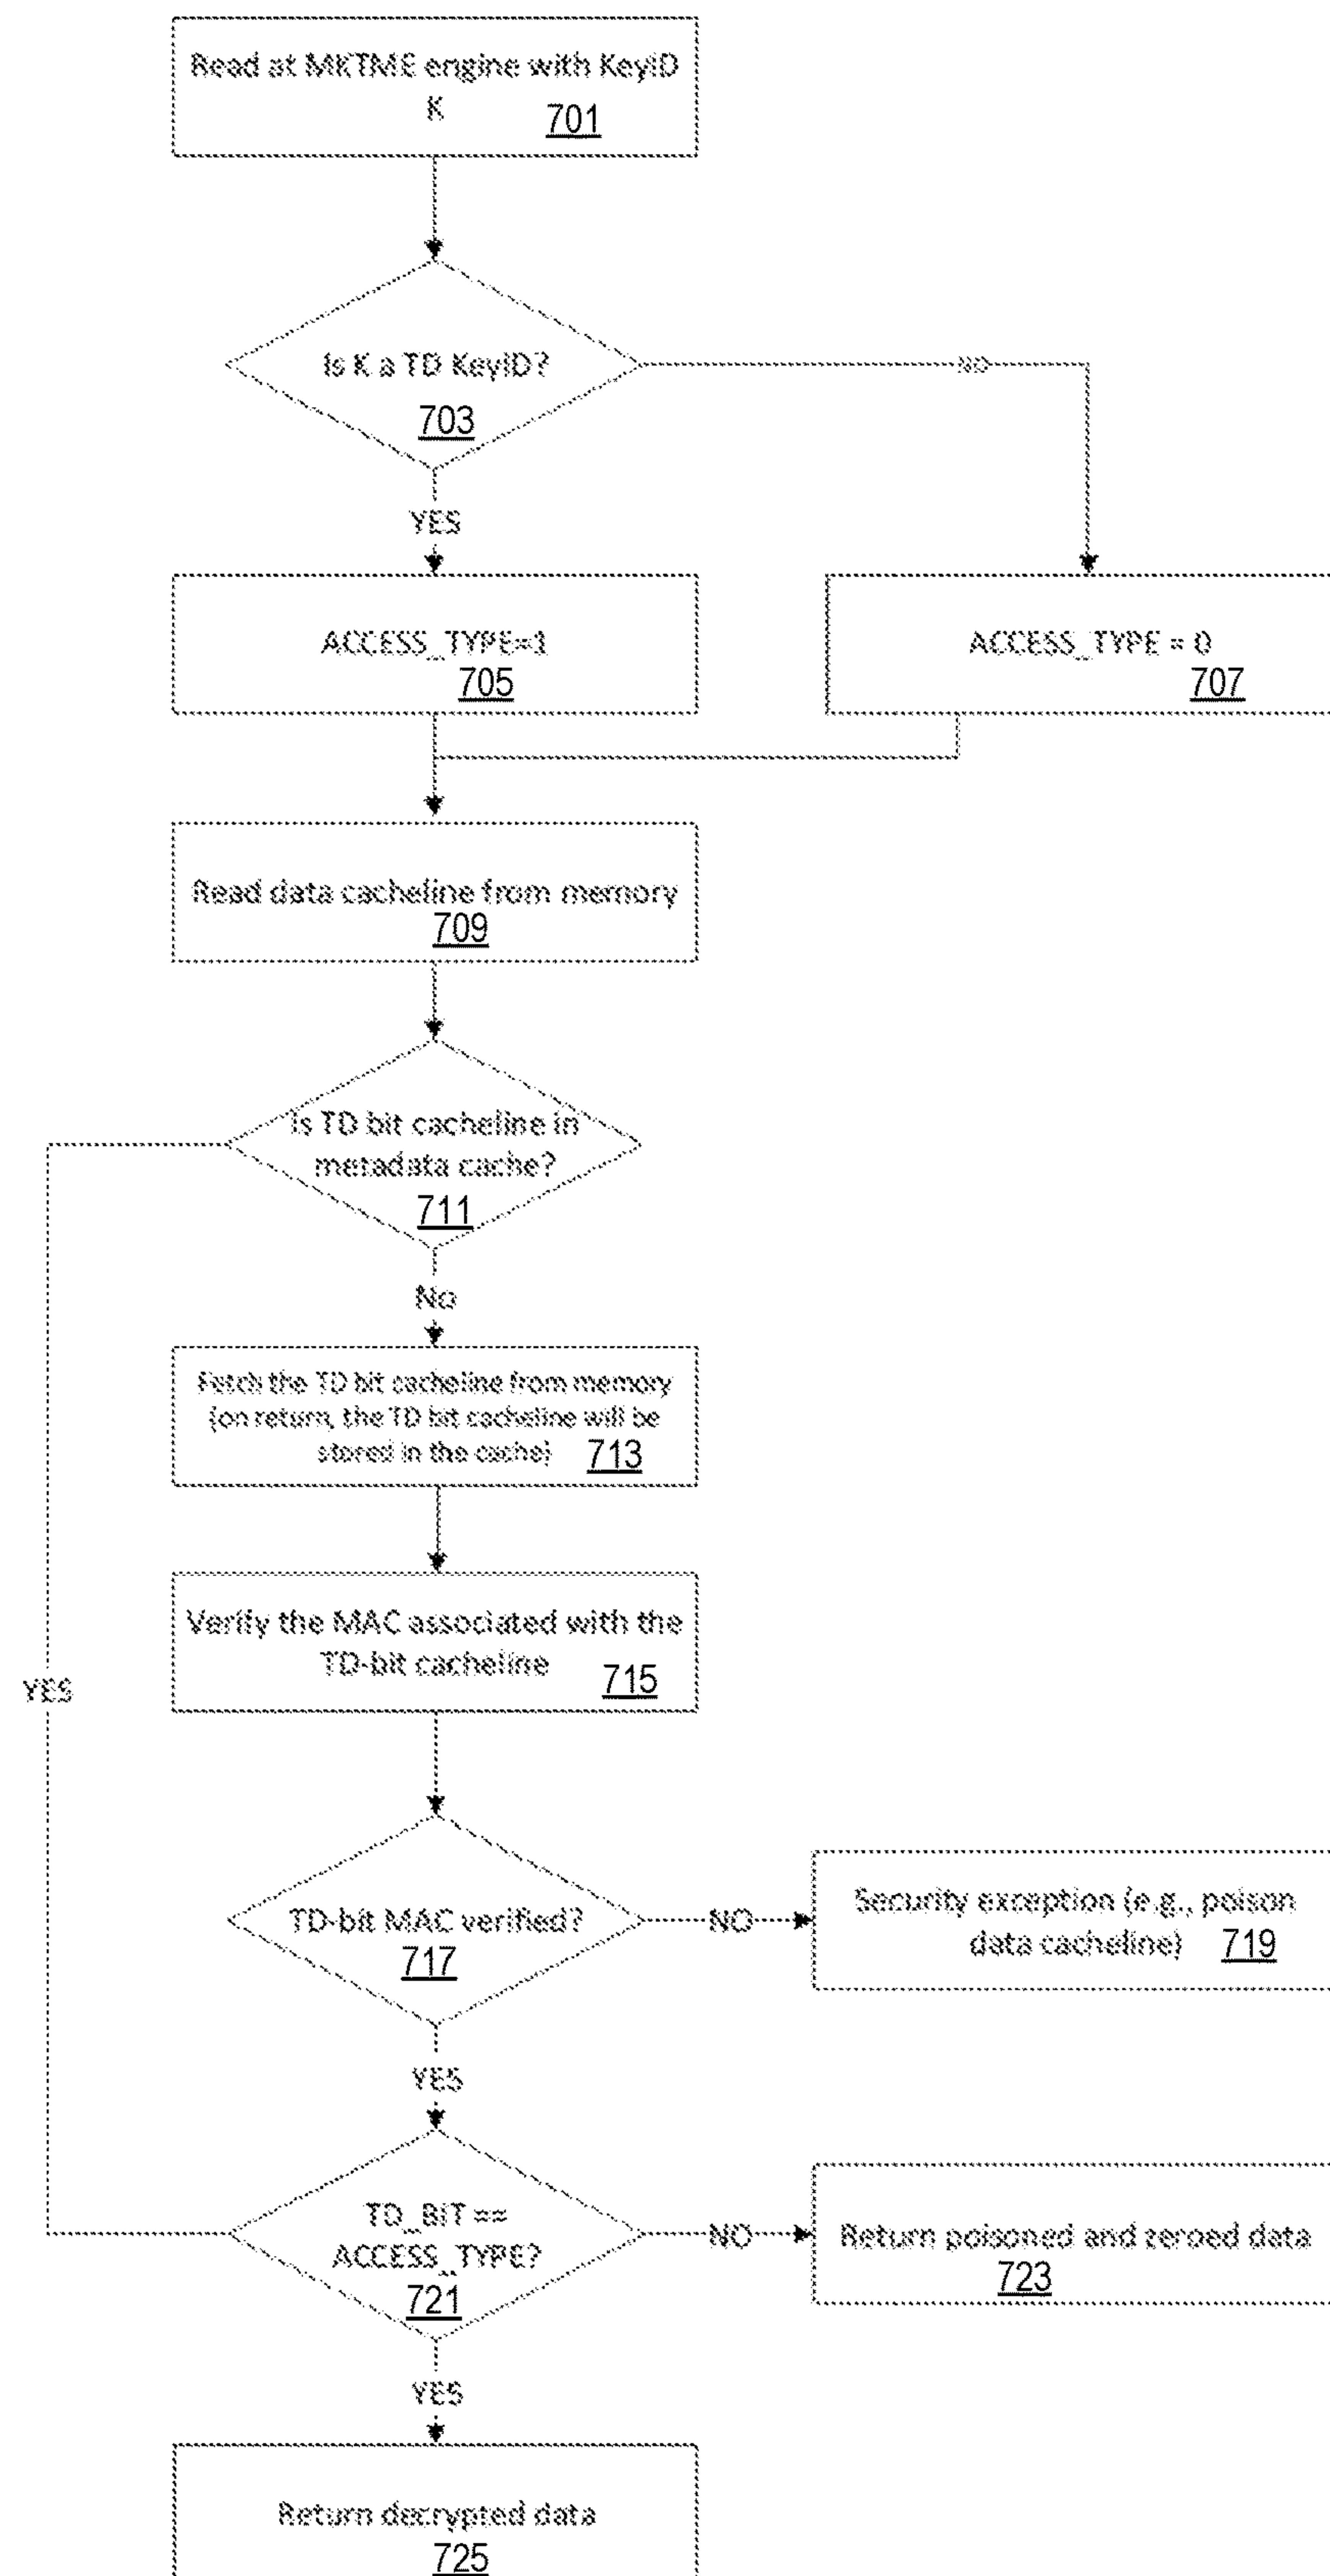 Read at MKTME engine with KeyID
K 701
Is K a TD KeyID?
703
NO
YES
ACCESS_TYPE=1
705
ACCESS_TYPE = 0
707
Read data cacheline from memory
709
Is TD bit cacheline in
metadata cache?
711
No
Fetch the TD bit cacheline from memory
(on return, the TD bit cacheline will be
stored in the cache) 713
Verify the MAC associated with the
TD-bit cacheline 715
YES
TD-bit MAC verified?
717
NO
Security exception (e.g., poison
data cacheline) 719
YES
TD_BIT ==
ACCESS_TYPE?
721
NO
Return poisoned and zeroed data
723
YES
Return decrypted data
725